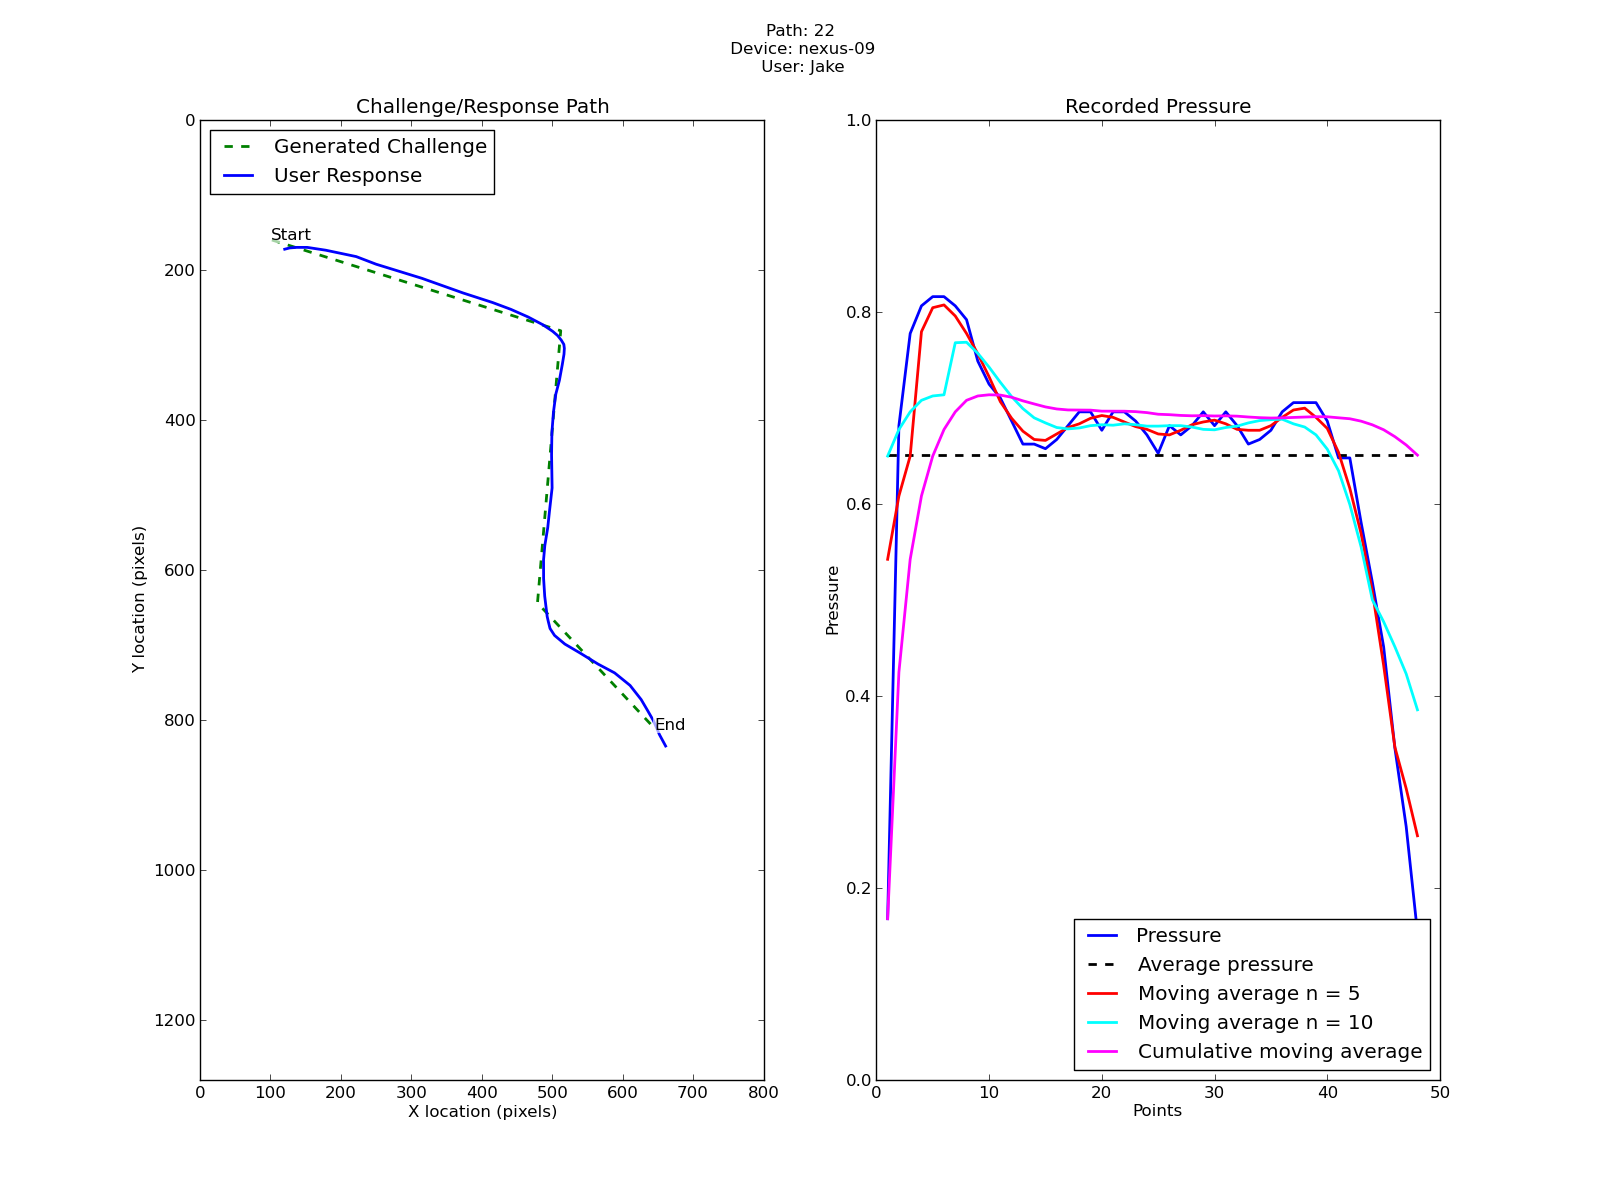 Path: 22
Device: nexus-09
User: Jake
Challenge/Response Path
Generated Challenge
User Response
Start
End
0
200
400
600
800
1000
1200
Y location (pixels)
0 100 200 300 400 500 600 700 800
X location (pixels)
Recorded Pressure
1.0
0.8
0.6
0.4
0.2
0.0
Pressure
Pressure
Average pressure
Moving average n = 5
Moving average n = 10
Cumulative moving average
0 10 20 30 40 50
Points